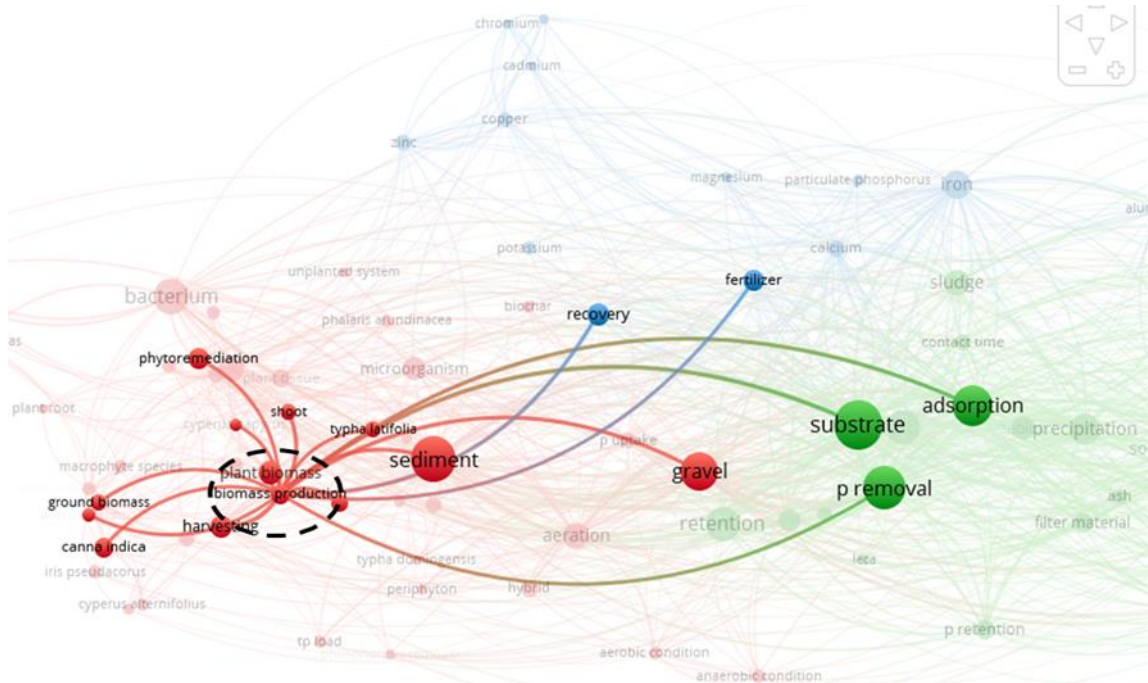 chromium
cadmium
copper
zinc
magnesium
particulate phosphorus
iron
potassium
calcium
unplanted system
fertilizer
sludge
bacterium
biochar
recovery
phalaris arundinacea
as
contact time
phytoremediation
microorganism
plant tissue
adsorption
plant root
shoot
substrate
typha latifolia
precipitation
p uptake
sediment
macrophyte species
plant biomass
gravel
p removal
biomass production
ash
ground biomass
harvesting
retention
filter material
aeration
canna indica
typha domingensis
leca
iris pseudacorus
periphyton
hybrid
cyperus alternifolius
p retention
tp load
aerobic condition
anaerobic condition